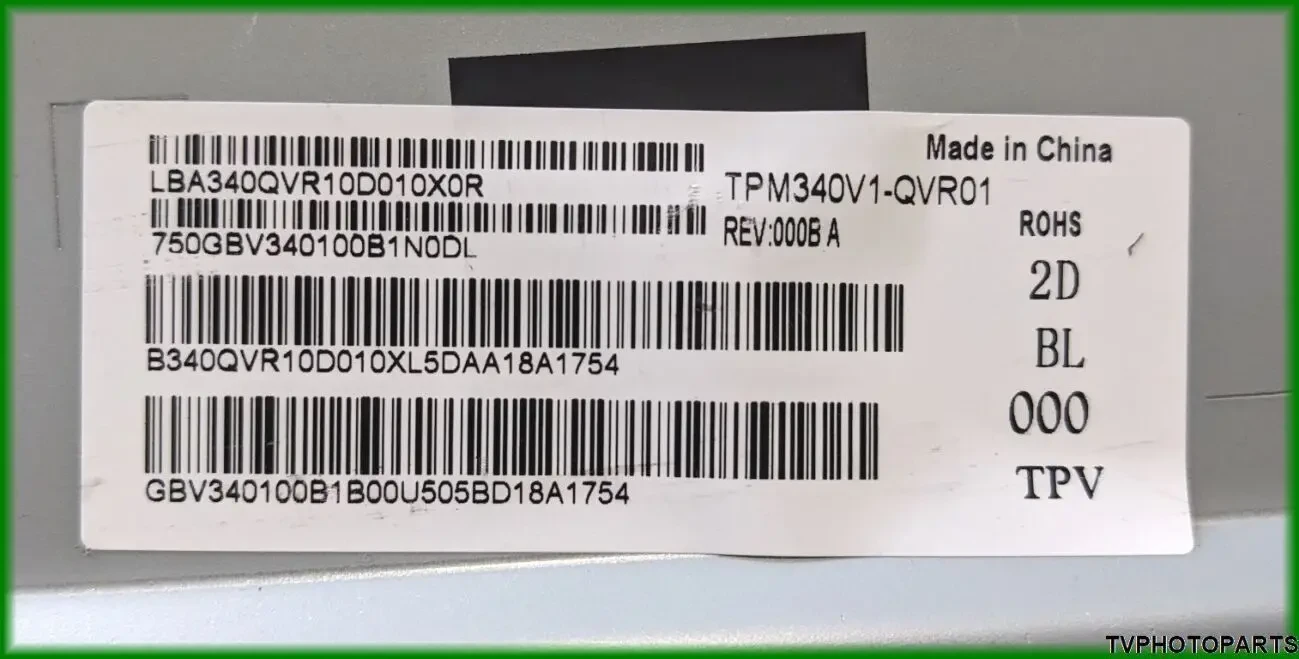 Made in China
LBA340QVR10D010X0R
TPM340V1-QVR01
750GBV340100B1N0DL
REV:000B A
ROHS
2D
B340QVR10D010XL5DAA18A1754
BL
000
GBV340100B1B00U505BD18A1754
TPV
TVPHOTOPARTS